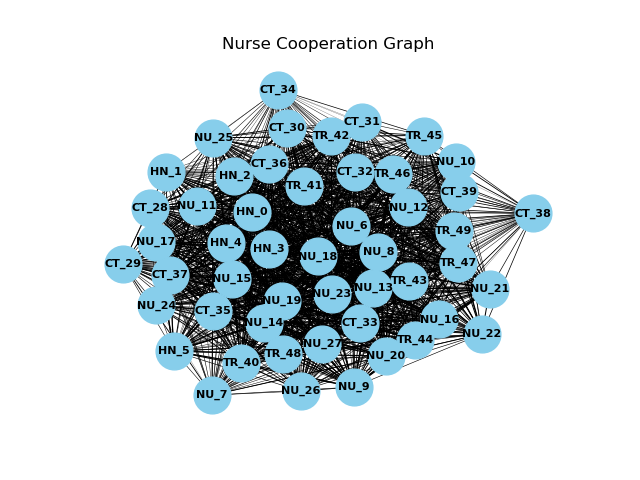 Nurse Cooperation Graph
CT_34
CT_31
CT_30
TR_42
TR_45
NU_25
NU_10
CT_36
HN_1
CT_32
TR_46
HN_2
TR_41
CT_39
CT_28
NU_11
NU_12
HN_0
CT_38
NU_6
TR_49
NU_17
HN_4
HN_3
NU_8
NU_18
CT_29
TR_47
CT_37
NU_15
TR_43
NU_13
NU_21
NU_23
NU_19
NU_24
CT_35
NU_16
NU_14
CT_33
NU_22
TR_44
NU_27
HN_5
TR_48
NU_20
TR_40
NU_9
NU_26
NU_7